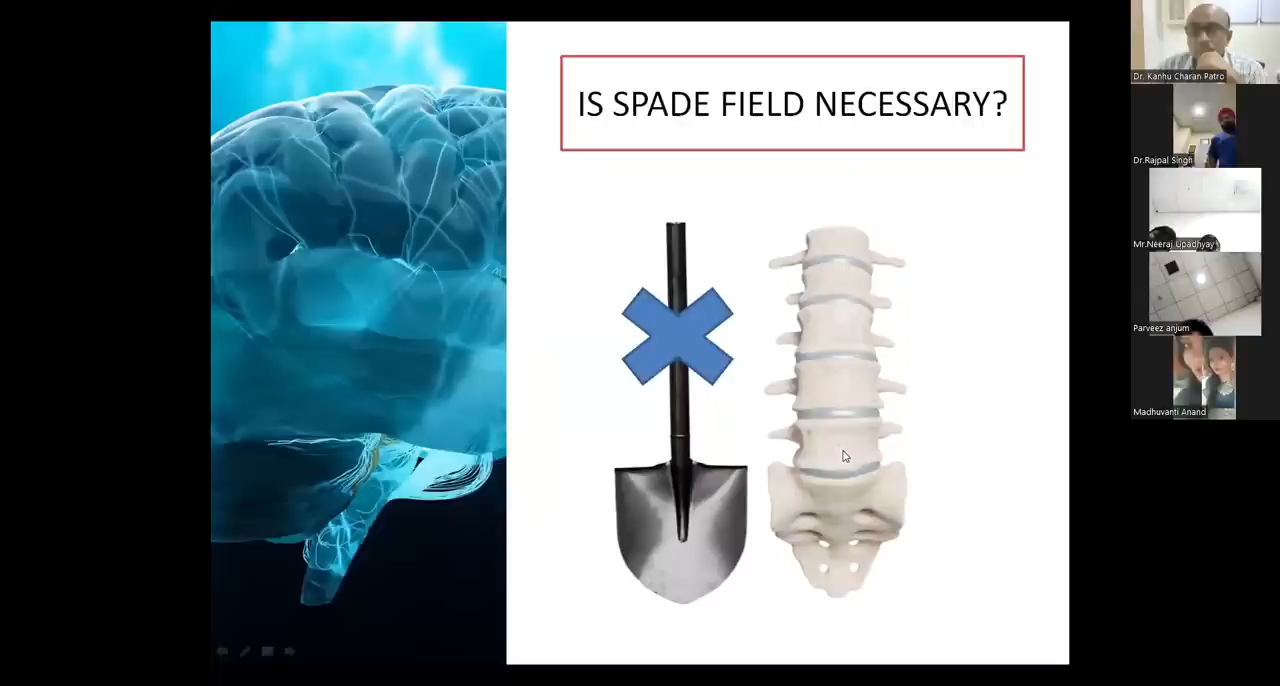 IS SPADE FIELD NECESSARY?
Dr. Kanhu Charan Patro
Dr.Rajpal Singh
Mr.Neeraj Upadhyay
Parveez anjum
Madhuvanti Anand